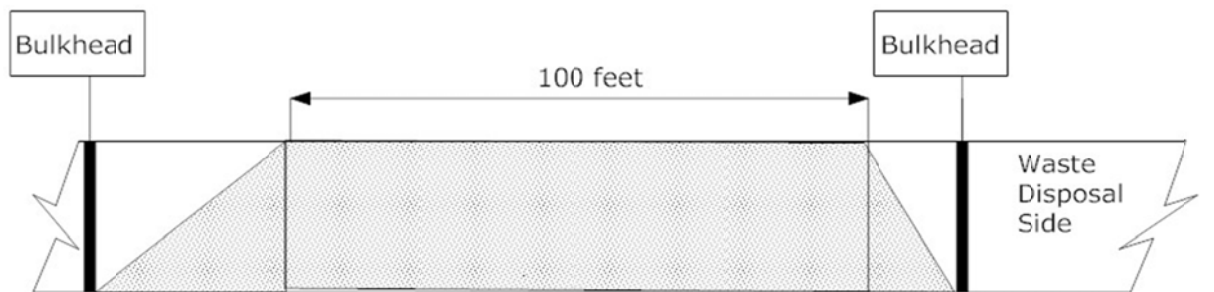 Bulkhead
Bulkhead
100 feet
Waste
Disposal
Side